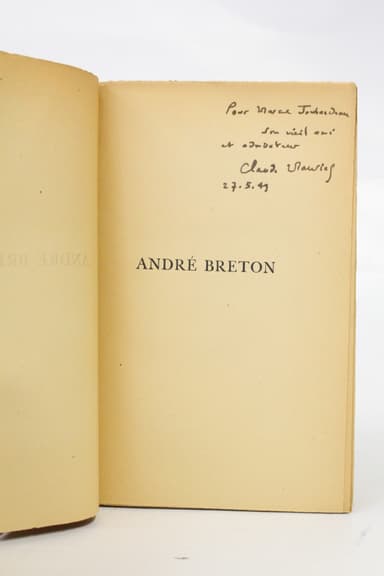 Pour Marcel Jouhandeau
son vieil ami
et admirateur
Claude Mauriac
27.5.49
ANDRÉ BRETON